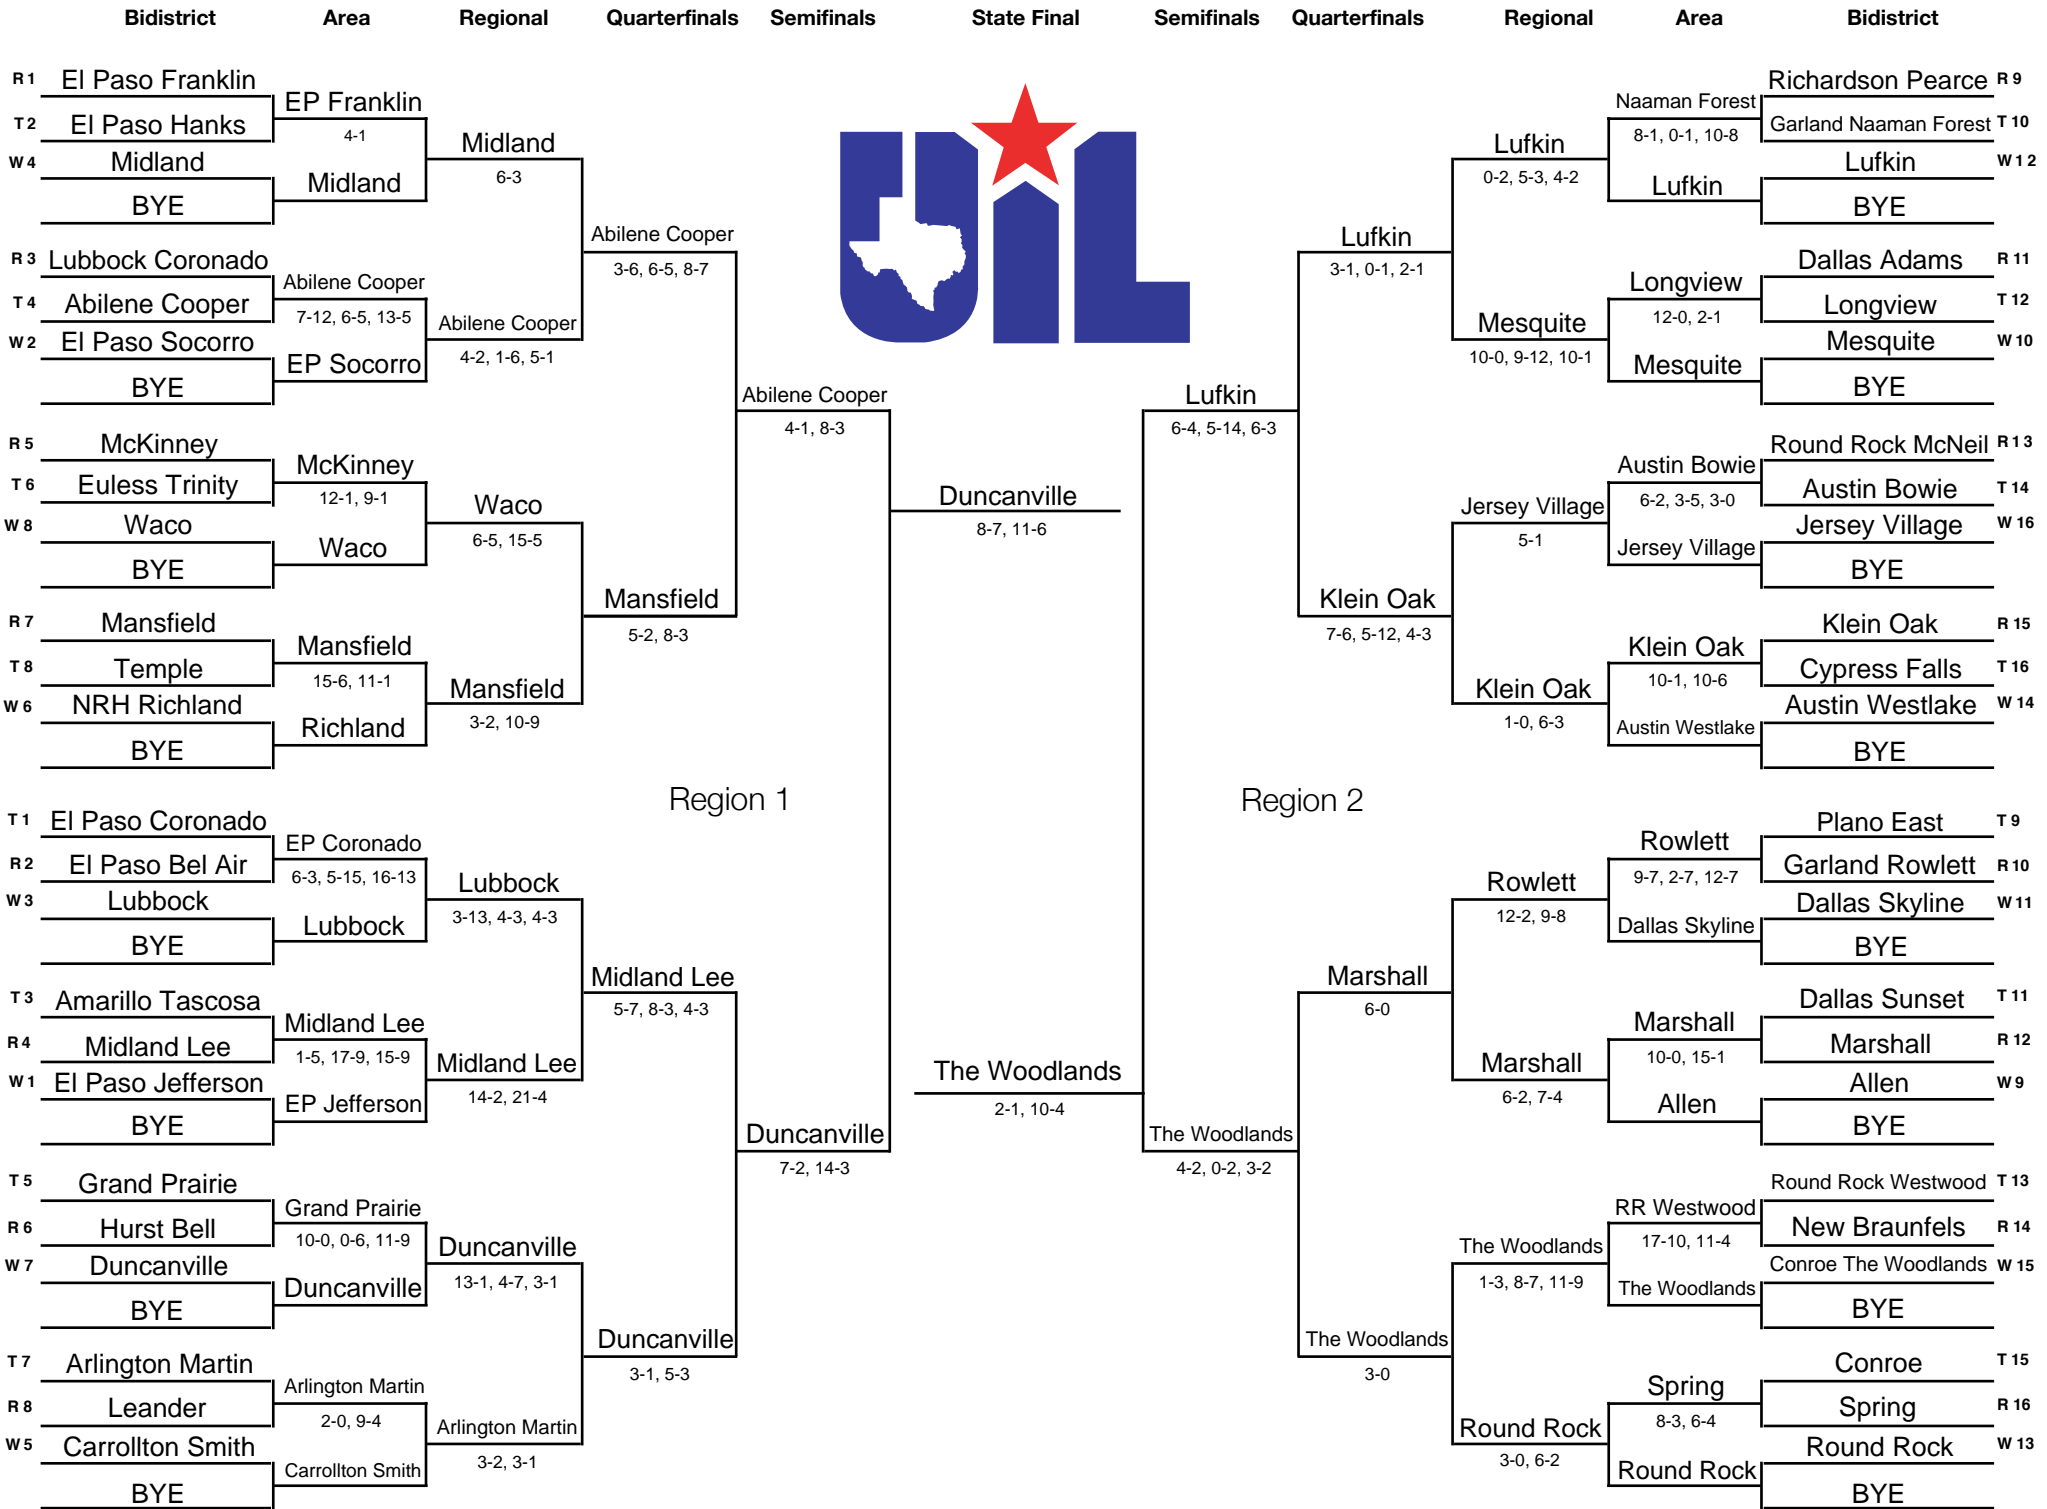 Bidistrict Area Regional Quarterfinals Semifinals State Final Semifinals Quarterfinals Regional Area Bidistrict
R 1 El Paso Franklin
EP Franklin
4-1
T 2 El Paso Hanks
Midland
6-3
W 4 Midland
Midland
BYE
Abilene Cooper
3-6, 6-5, 8-7
R 3 Lubbock Coronado
Abilene Cooper
7-12, 6-5, 13-5
T 4 Abilene Cooper
Abilene Cooper
4-2, 1-6, 5-1
W 2 El Paso Socorro
EP Socorro
BYE
Abilene Cooper
4-1, 8-3
R 5 McKinney
McKinney
12-1, 9-1
T 6 Euless Trinity
Waco
6-5, 15-5
W 8 Waco
Waco
BYE
Mansfield
5-2, 8-3
R 7 Mansfield
Mansfield
15-6, 11-1
T 8 Temple
Mansfield
3-2, 10-9
W 6 NRH Richland
Richland
BYE
Duncanville
8-7, 11-6
Region 1
T 1 El Paso Coronado
EP Coronado
6-3, 5-15, 16-13
R 2 El Paso Bel Air
Lubbock
3-13, 4-3, 4-3
W 3 Lubbock
Lubbock
BYE
Midland Lee
5-7, 8-3, 4-3
T 3 Amarillo Tascosa
Midland Lee
1-5, 17-9, 15-9
R 4 Midland Lee
Midland Lee
14-2, 21-4
W 1 El Paso Jefferson
EP Jefferson
BYE
Duncanville
7-2, 14-3
T 5 Grand Prairie
Grand Prairie
10-0, 0-6, 11-9
R 6 Hurst Bell
Duncanville
13-1, 4-7, 3-1
W 7 Duncanville
Duncanville
BYE
Duncanville
3-1, 5-3
T 7 Arlington Martin
Arlington Martin
2-0, 9-4
R 8 Leander
Arlington Martin
3-2, 3-1
W 5 Carrollton Smith
Carrollton Smith
BYE
UIL
Richardson Pearce R 9
Naaman Forest
8-1, 0-1, 10-8
Garland Naaman Forest T 10
Lufkin
0-2, 5-3, 4-2
Lufkin W 1 2
Lufkin
BYE
Lufkin
3-1, 0-1, 2-1
Dallas Adams R 11
Longview
12-0, 2-1
Longview T 12
Mesquite
10-0, 9-12, 10-1
Mesquite W 10
Mesquite
BYE
Lufkin
6-4, 5-14, 6-3
Round Rock McNeil R 1 3
Austin Bowie
6-2, 3-5, 3-0
Austin Bowie T 14
Jersey Village
5-1
Jersey Village W 16
Jersey Village
BYE
Klein Oak
7-6, 5-12, 4-3
Klein Oak R 15
Klein Oak
10-1, 10-6
Cypress Falls T 16
Klein Oak
1-0, 6-3
Austin Westlake W 14
Austin Westlake
BYE
Region 2
The Woodlands
2-1, 10-4
Plano East T 9
Rowlett
9-7, 2-7, 12-7
Garland Rowlett R 10
Rowlett
12-2, 9-8
Dallas Skyline W 11
Dallas Skyline
BYE
Marshall
6-0
Dallas Sunset T 11
Marshall
10-0, 15-1
Marshall R 12
Marshall
6-2, 7-4
Allen W 9
Allen
BYE
The Woodlands
4-2, 0-2, 3-2
Round Rock Westwood T 13
RR Westwood
17-10, 11-4
New Braunfels R 14
The Woodlands
1-3, 8-7, 11-9
Conroe The Woodlands W 15
The Woodlands
BYE
The Woodlands
3-0
Conroe T 15
Spring
8-3, 6-4
Spring R 16
Round Rock
3-0, 6-2
Round Rock W 13
Round Rock
BYE